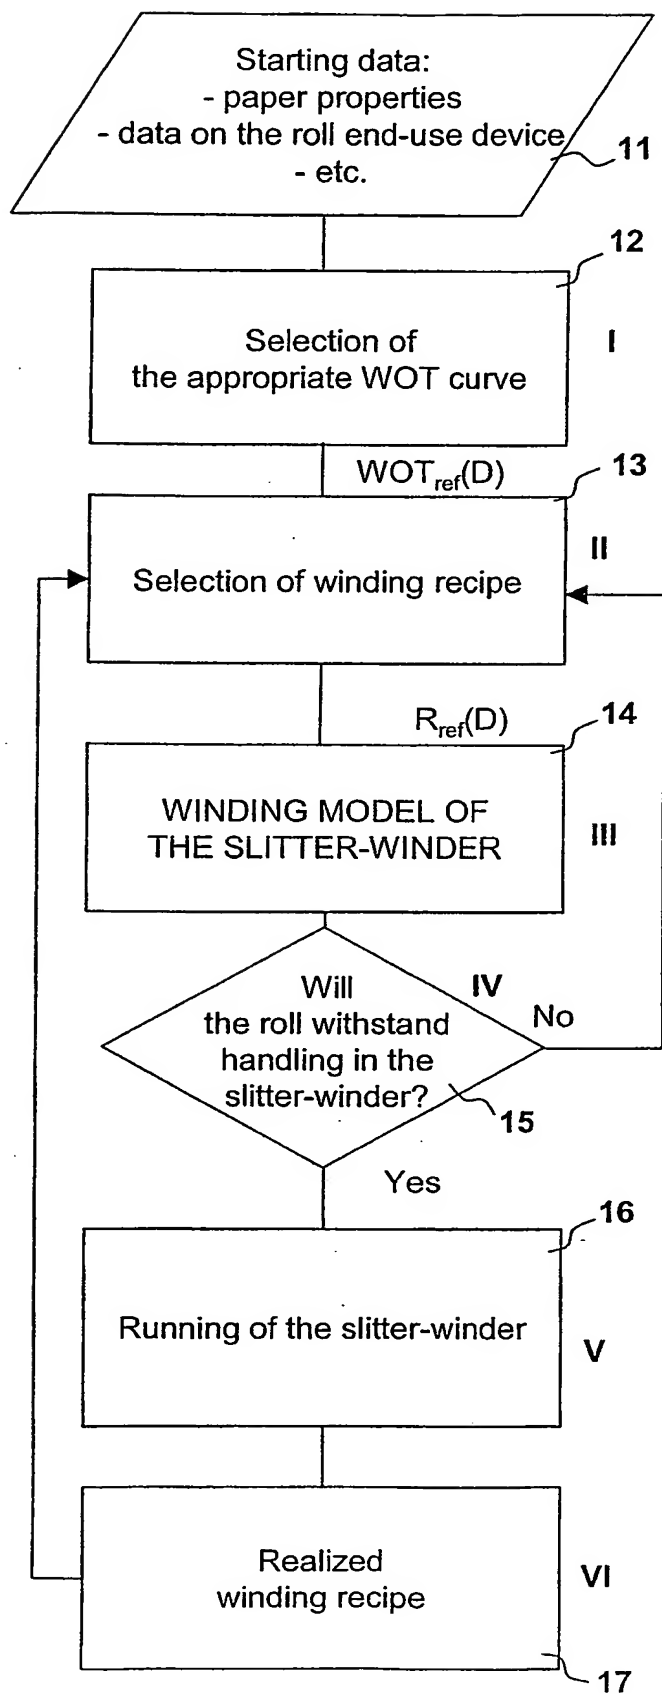 Starting data:
- paper properties
- data on the roll end-use device
- etc.
11
12
Selection of
the appropriate WOT curve
I
WOTref(D)
13
Selection of winding recipe
II
Rref(D)
14
WINDING MODEL OF
THE SLITTER-WINDER
III
Will
the roll withstand
handling in the
slitter-winder?
IV
No
15
Yes
16
Running of the slitter-winder
V
Realized
winding recipe
VI
17